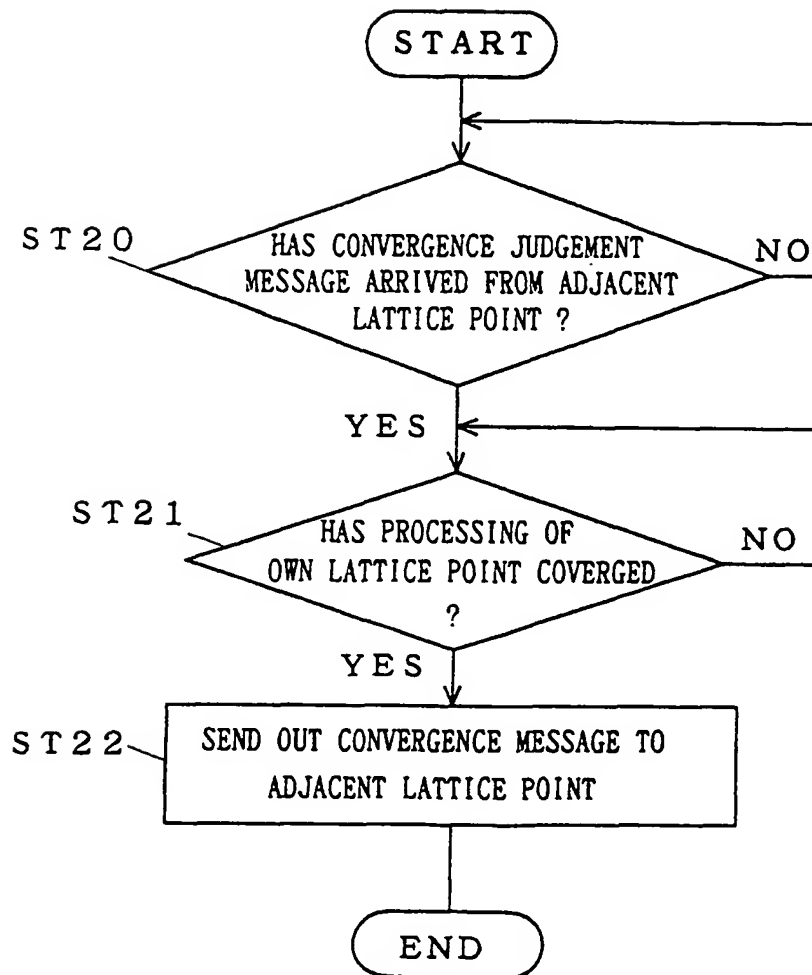 START
ST20
HAS CONVERGENCE JUDGEMENT
MESSAGE ARRIVED FROM ADJACENT
LATTICE POINT ?
NO
YES
ST21
HAS PROCESSING OF
OWN LATTICE POINT COVERGED
?
NO
YES
ST22
SEND OUT CONVERGENCE MESSAGE TO
ADJACENT LATTICE POINT
END